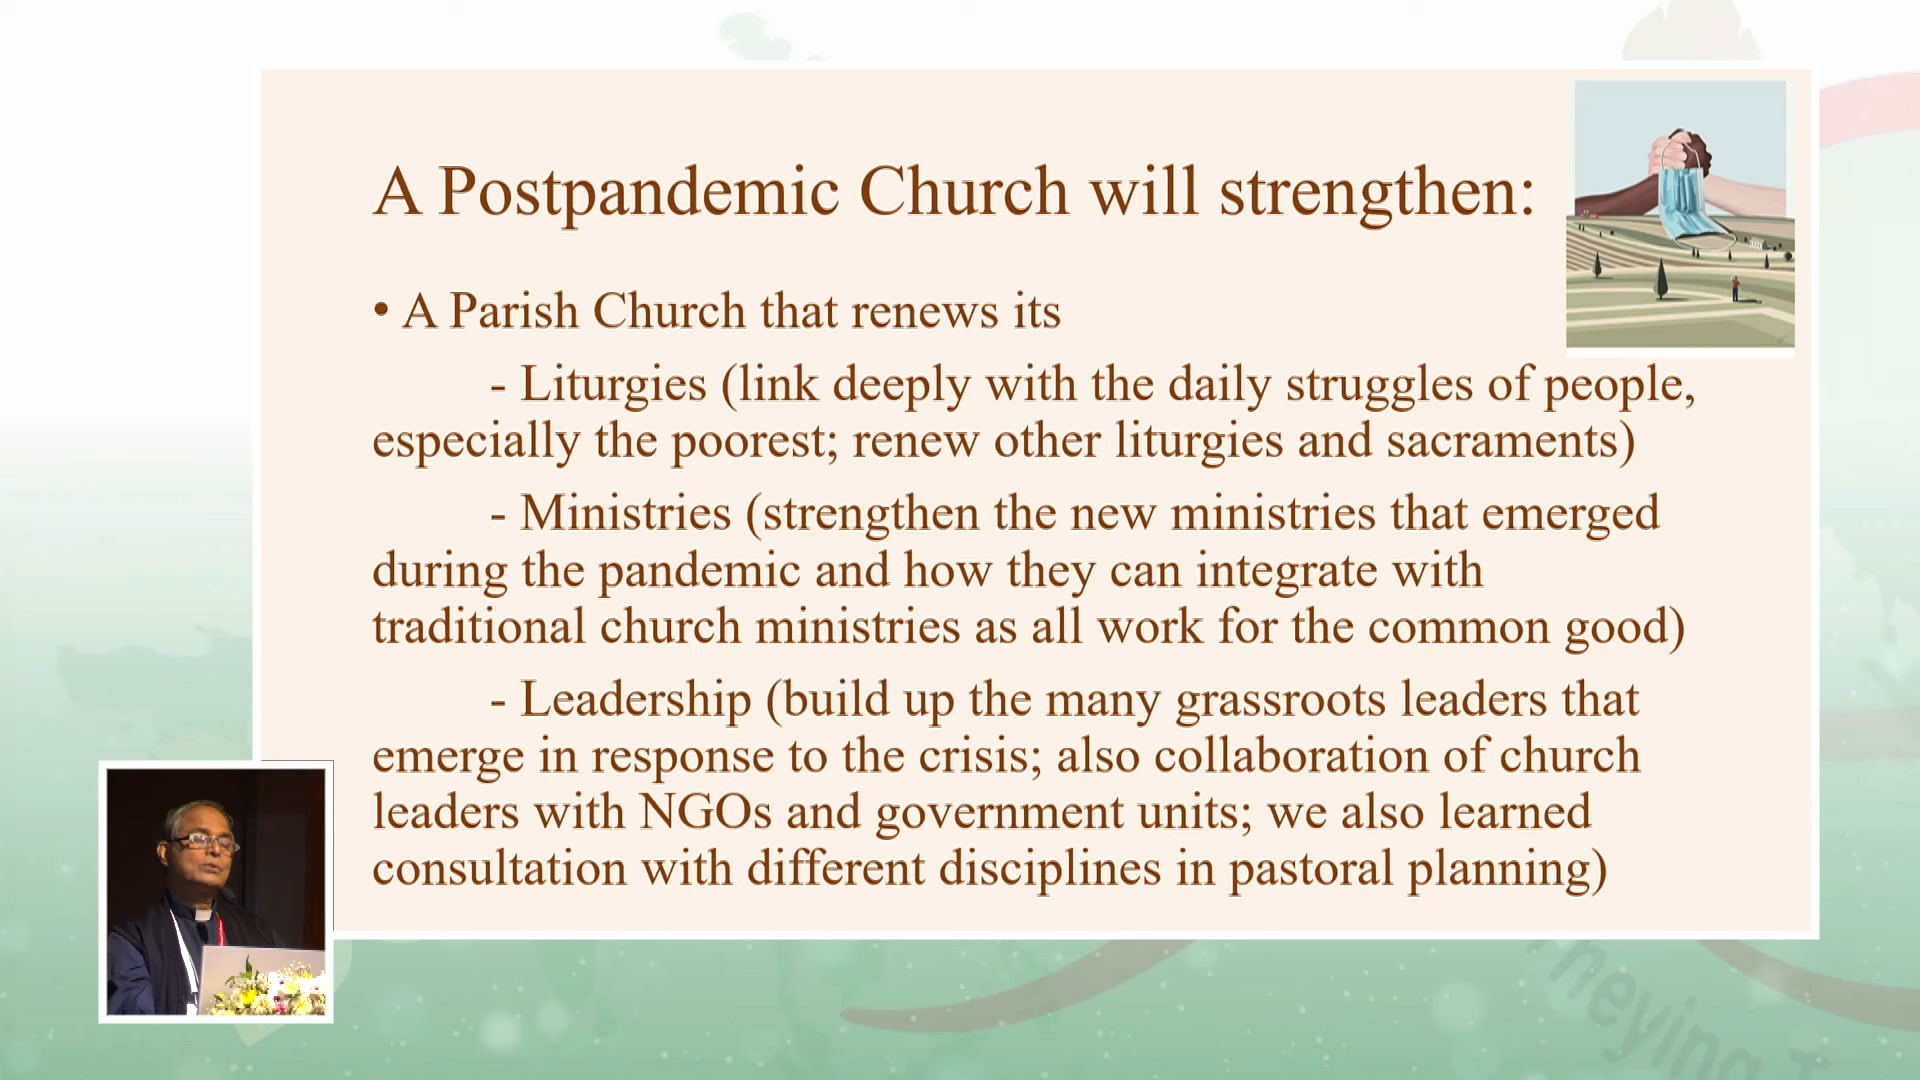 A Postpandemic Church will strengthen:
• A Parish Church that renews its
- Liturgies (link deeply with the daily struggles of people,
especially the poorest; renew other liturgies and sacraments)
- Ministries (strengthen the new ministries that emerged
during the pandemic and how they can integrate with
traditional church ministries as all work for the common good)
- Leadership (build up the many grassroots leaders that
emerge in response to the crisis; also collaboration of church
leaders with NGOs and government units; we also learned
consultation with different disciplines in pastoral planning)